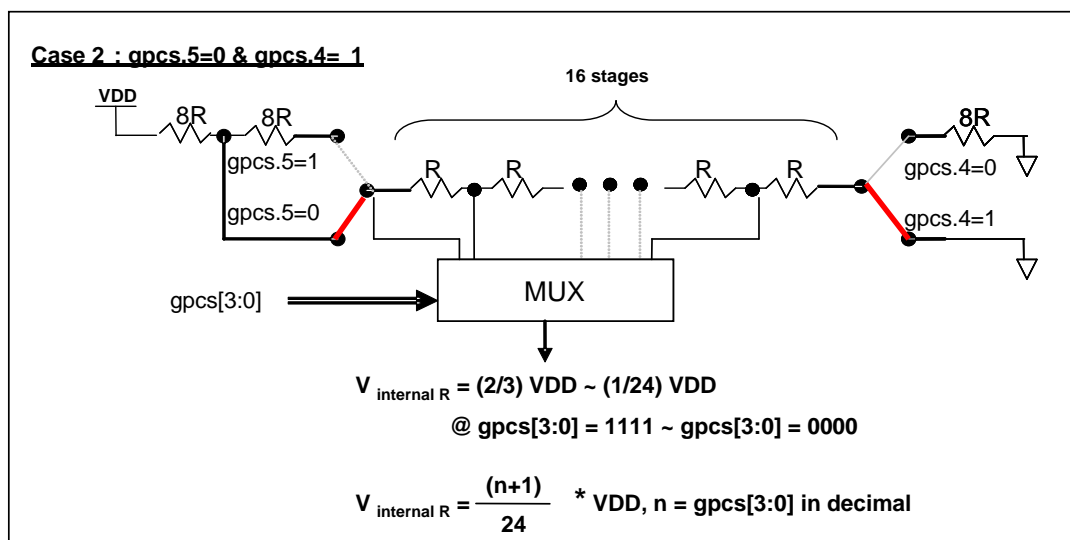 Case 2 : gpcs.5=0 & gpcs.4= 1
16 stages
VDD
8R
8R
8R
gpcs.5=1
gpcs.4=0
R
R
R
R
gpcs.5=0
gpcs.4=1
MUX
gpcs[3:0]
V internal R = (2/3) VDD ~ (1/24) VDD
@ gpcs[3:0] = 1111 ~ gpcs[3:0] = 0000
V internal R = (n+1) / 24 * VDD, n = gpcs[3:0] in decimal